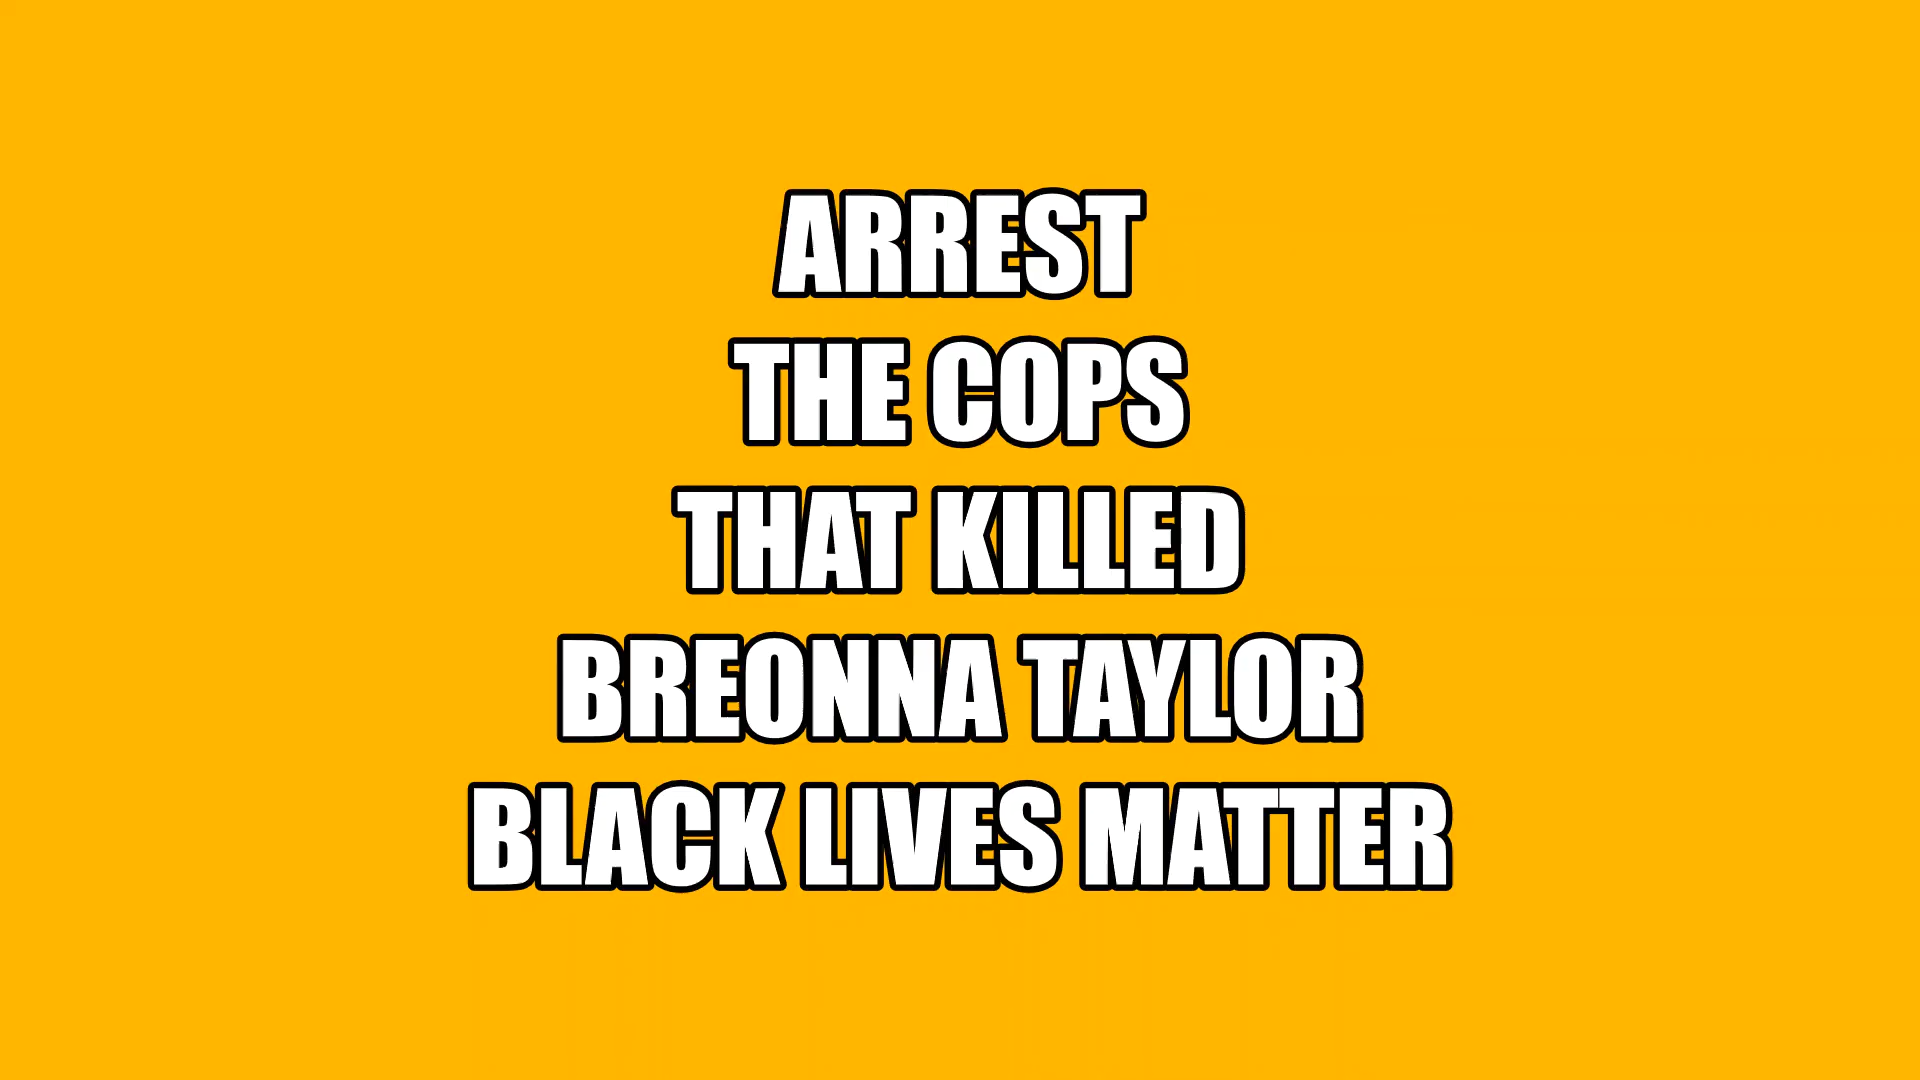 ARREST
THE COPS
THAT KILLED
BREONNA TAYLOR
BLACK LIVES MATTER